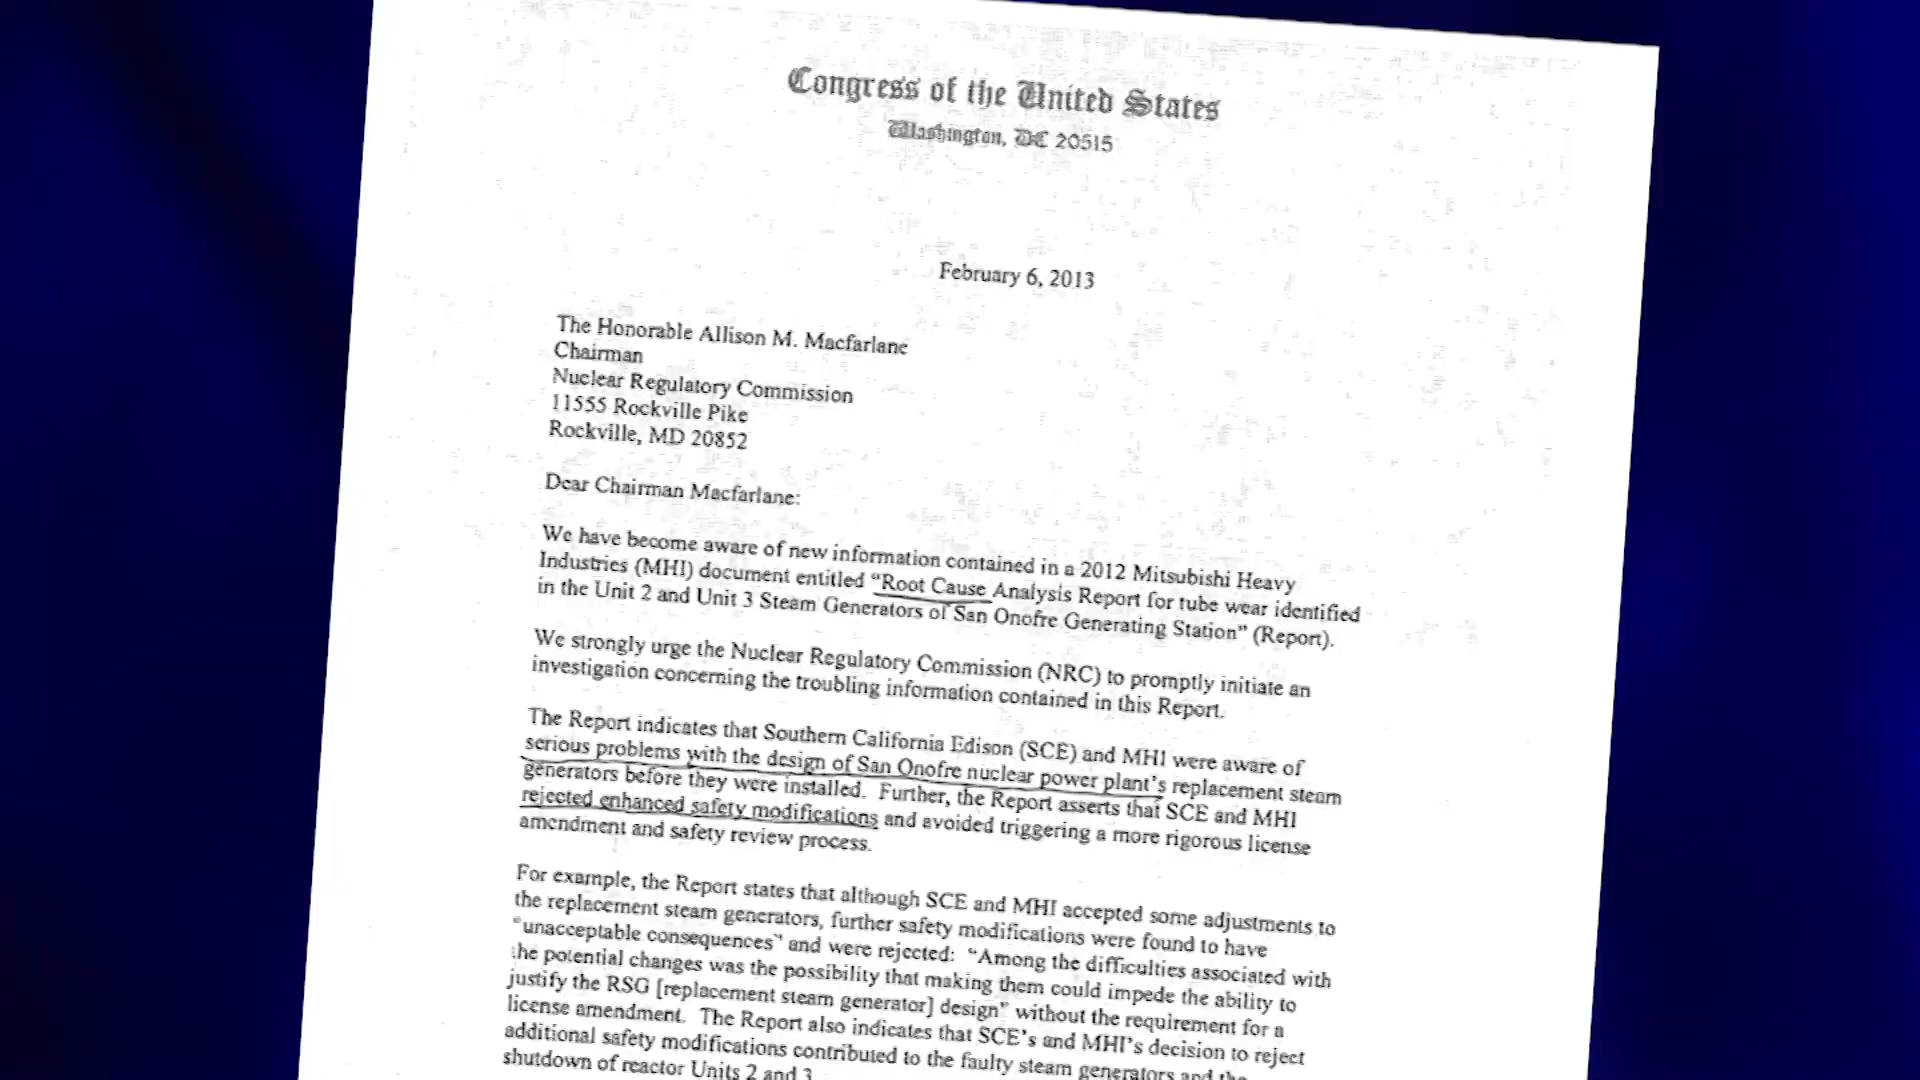 Congress of the United States
Washington, DC 20515
February 6, 2013
The Honorable Allison M. Macfarlane
Chairman
Nuclear Regulatory Commission
11555 Rockville Pike
Rockville, MD 20852
Dear Chairman Macfarlane:
We have become aware of new information contained in a 2012 Mitsubishi Heavy
Industries (MHI) document entitled “Root Cause Analysis Report for tube wear identified
in the Unit 2 and Unit 3 Steam Generators of San Onofre Generating Station” (Report).
We strongly urge the Nuclear Regulatory Commission (NRC) to promptly initiate an
investigation concerning the troubling information contained in this Report.
The Report indicates that Southern California Edison (SCE) and MHI were aware of
serious problems with the design of San Onofre nuclear power plant’s replacement steam
generators before they were installed. Further, the Report asserts that SCE and MHI
rejected enhanced safety modifications and avoided triggering a more rigorous license
amendment and safety review process.
For example, the Report states that although SCE and MHI accepted some adjustments to
the replacement steam generators, further safety modifications were found to have
“unacceptable consequences” and were rejected: “Among the difficulties associated with
the potential changes was the possibility that making them could impede the ability to
justify the RSG [replacement steam generator] design” without the requirement for a
license amendment. The Report also indicates that SCE’s and MHI’s decision to reject
additional safety modifications contributed to the faulty steam generators and the
shutdown of reactor Units 2 and 3